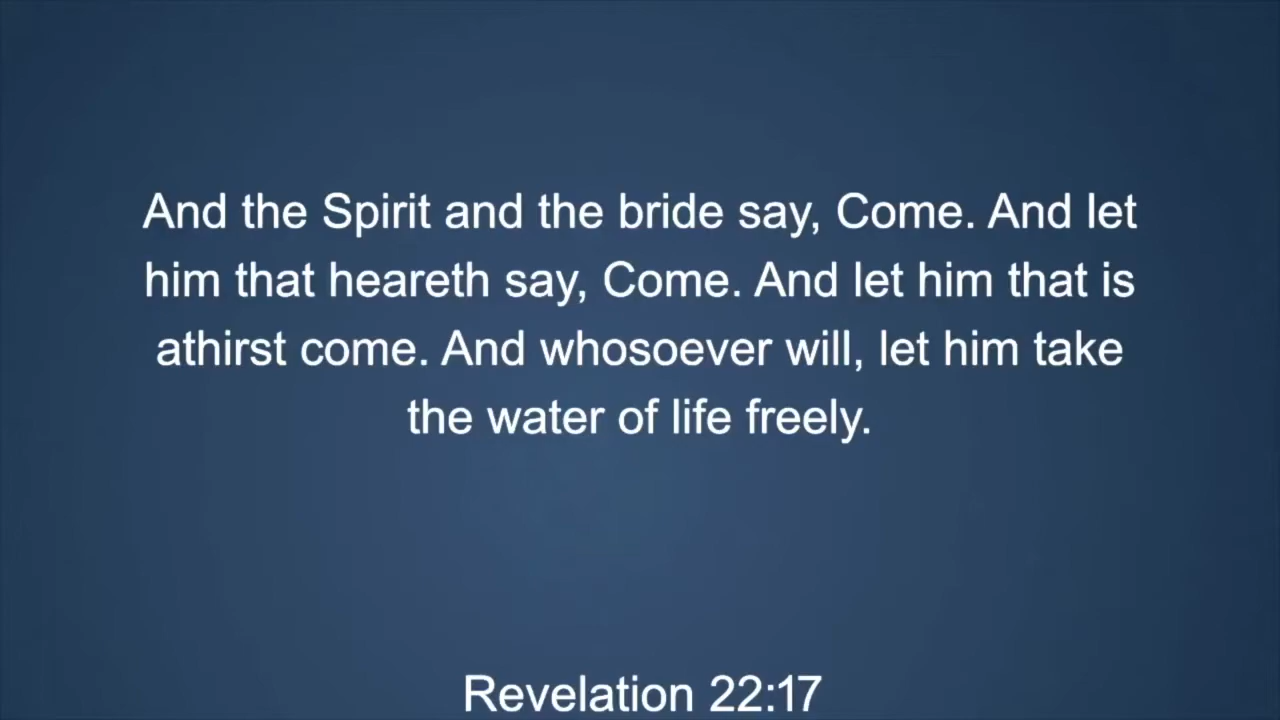 And the Spirit and the bride say, Come. And let
him that heareth say, Come. And let him that is
athirst come. And whosoever will, let him take
the water of life freely.
Revelation 22:17